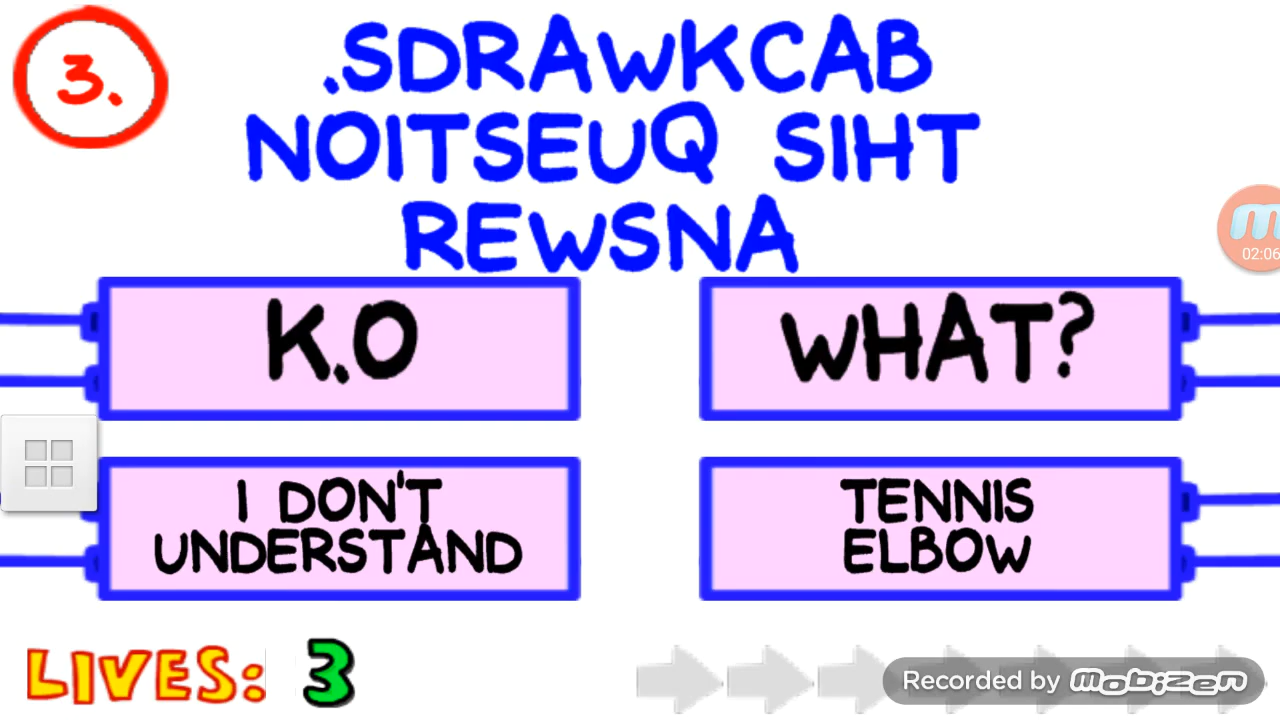 3.
.SDRAWKCAB
NOITSEUQ SIHT
REWSNA
K.O
WHAT?
m
02:06
I DON'T
UNDERSTAND
TENNIS
ELBOW
LIVES: 3
Recorded by mobizen